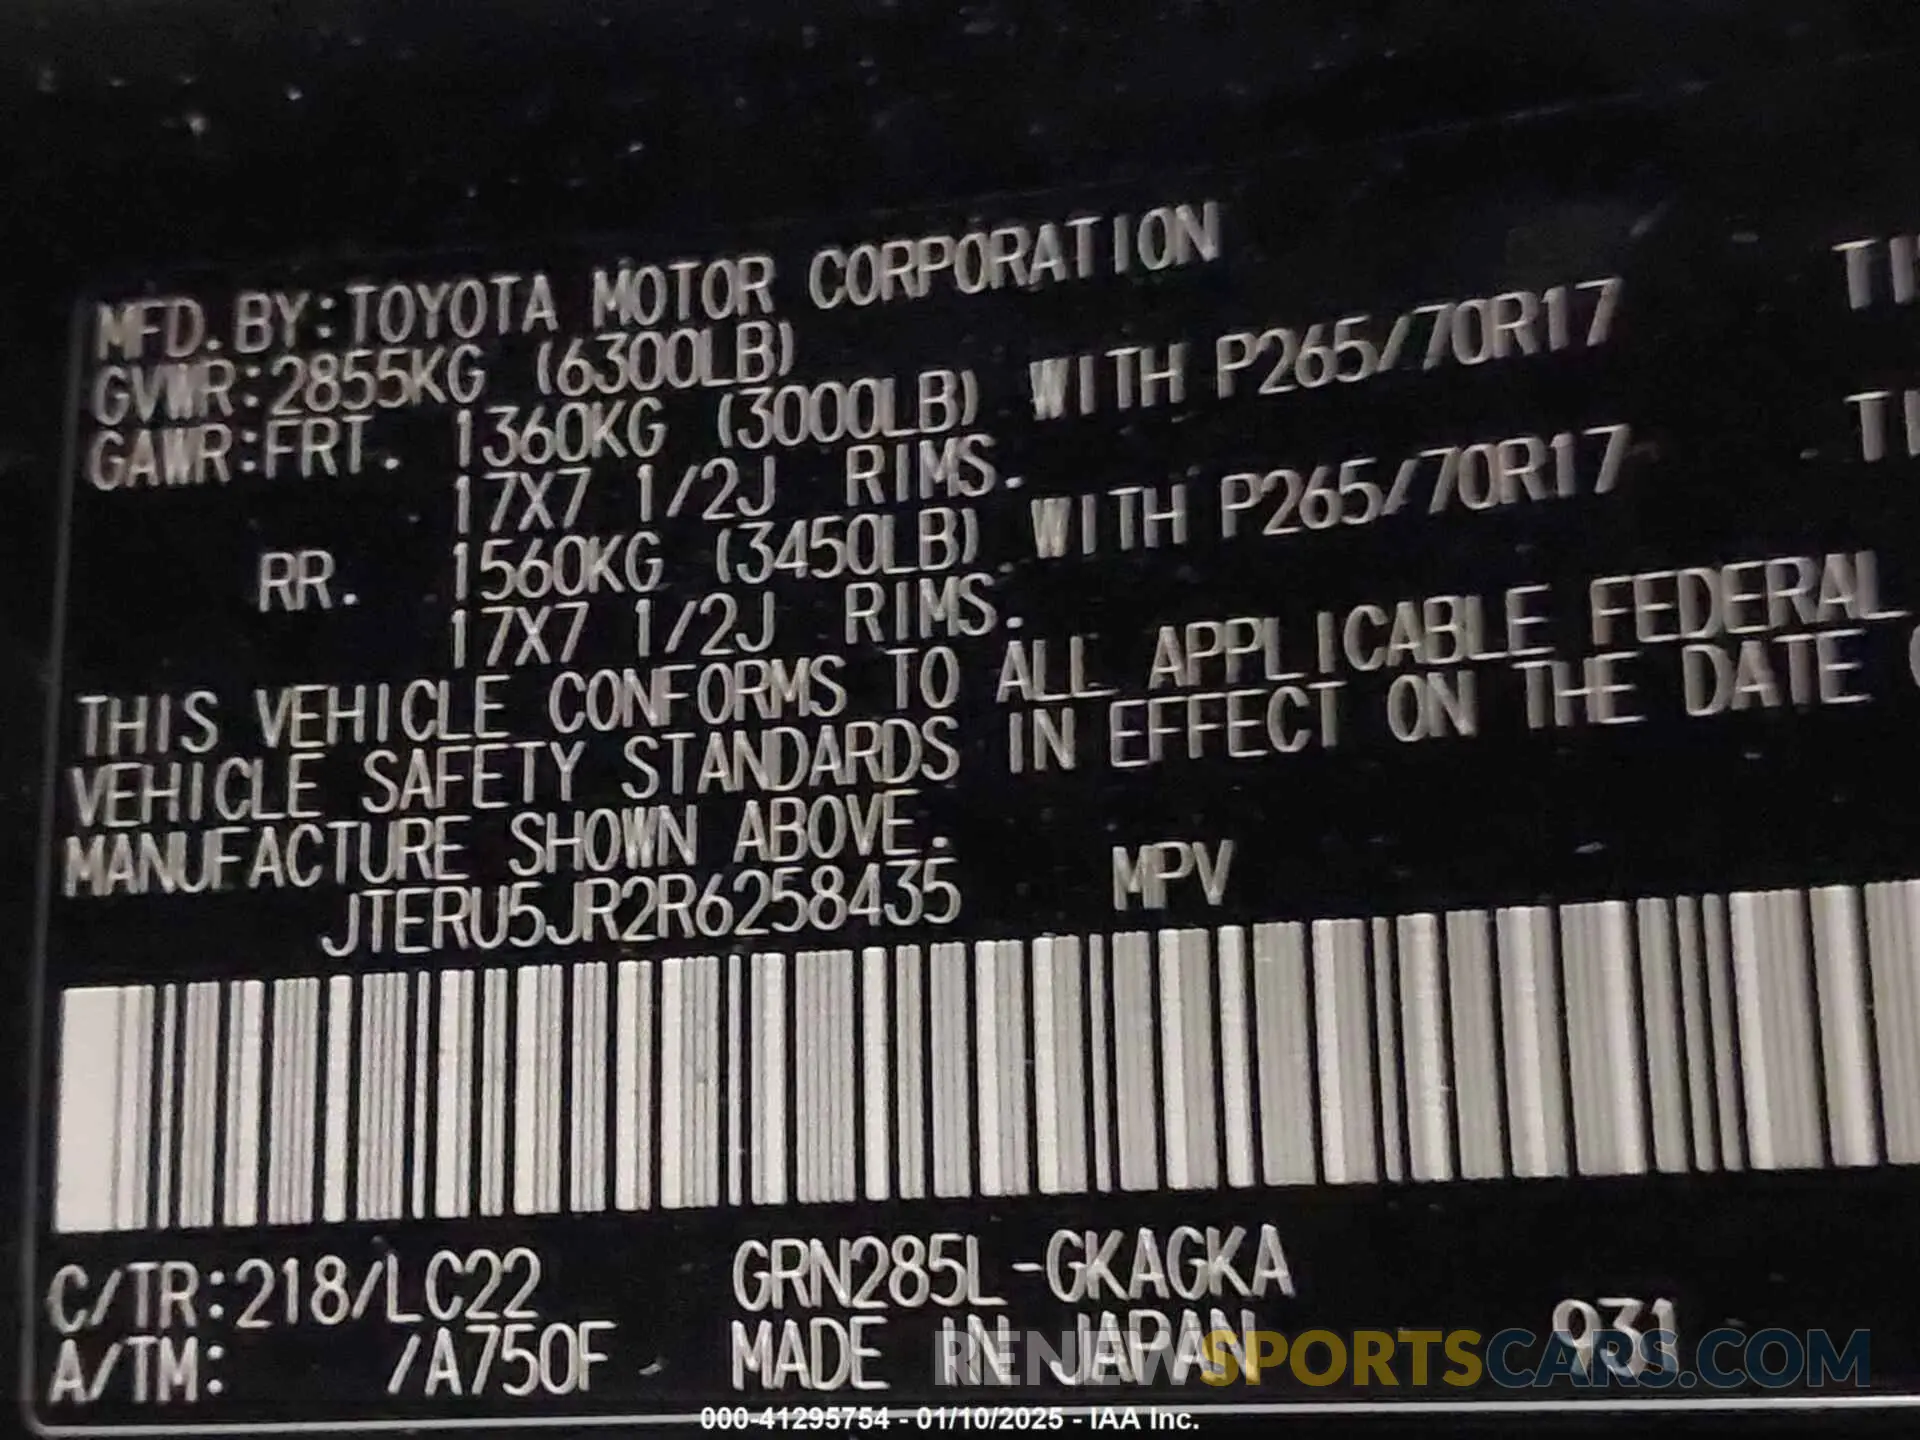 MFD. BY:TOYOTA MOTOR CORPORATION
GVWR:2855KG (6300LB)
GAWR:FRT. 1360KG (3000LB) WITH P265/70R17
17X7 1/2J RIMS.
RR. 1560KG (3450LB) WITH P265/70R17
17X7 1/2J RIMS.
THIS VEHICLE CONFORMS TO ALL APPLICABLE FEDERAL
VEHICLE SAFETY STANDARDS IN EFFECT ON THE DATE
MANUFACTURE SHOWN ABOVE.
JTERU5JR2R6258435 MPV
C/TR:218/LC22 GRN285L-GKAGKA
A/TM: /A750F MADE IN JAPAN 931
RENEWSPORTSCARS.COM
000-41295754 - 01/10/2025 - IAA Inc.